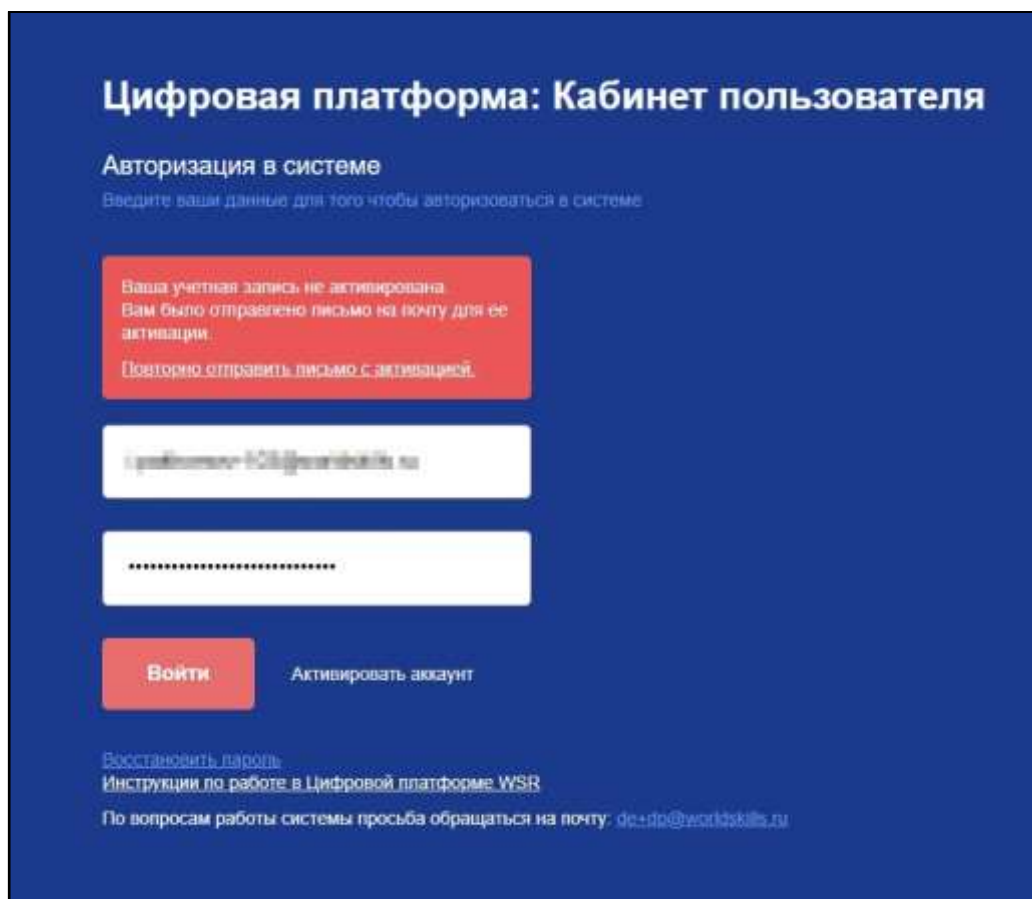 Цифровая платформа: Кабинет пользователя
Авторизация в системе
Введите ваши данные для того чтобы авторизоваться в системе
Ваша учетная запись не активирована.
Вам было отправлено письмо на почту для ее
активации.
Повторно отправить письмо с активацией.
Войти
Активировать аккаунт
Восстановить пароль
Инструкции по работе в Цифровой платформе WSR
По вопросам работы системы просьба обращаться на почту: de+dp@worldskills.ru